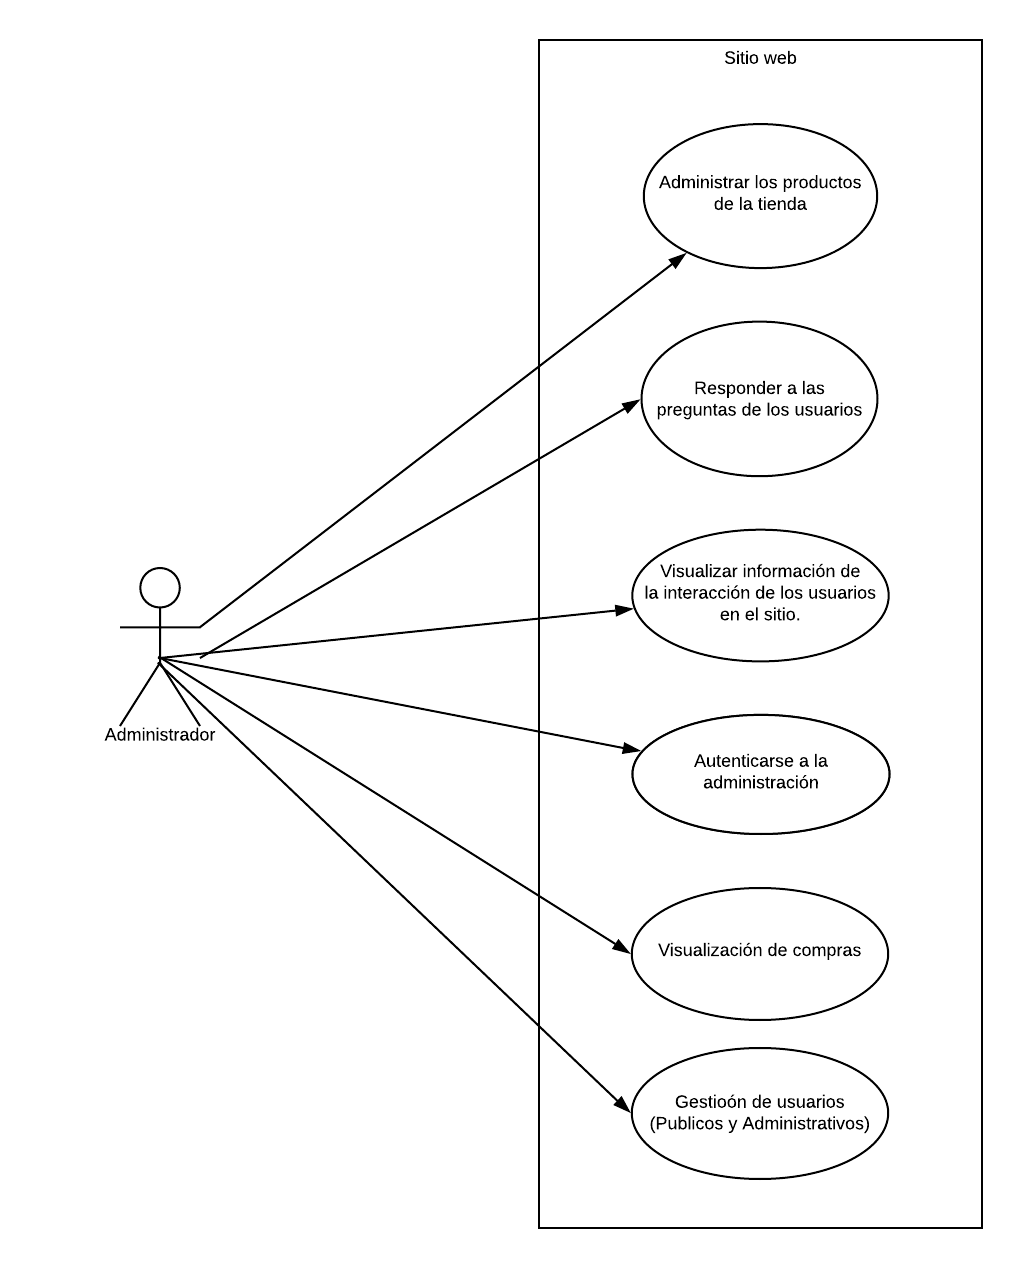 Sitio web
Administrar los productos
de la tienda
Responder a las
preguntas de los usuarios
Visualizar información de
la interacción de los usuarios
en el sitio.
Administrador
Autenticarse a la
administración
Visualización de compras
Gestioón de usuarios
(Publicos y Administrativos)